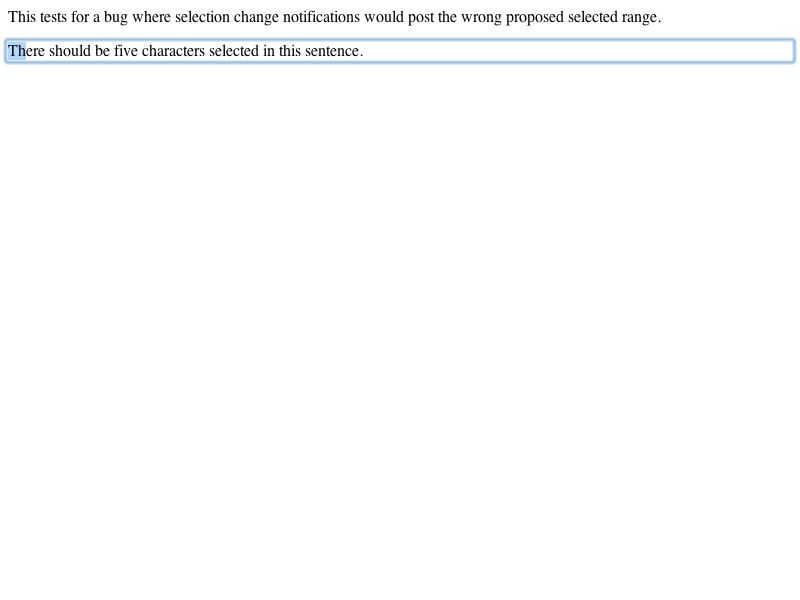 This tests for a bug where selection change notifications would post the wrong proposed selected range.
There should be five characters selected in this sentence.